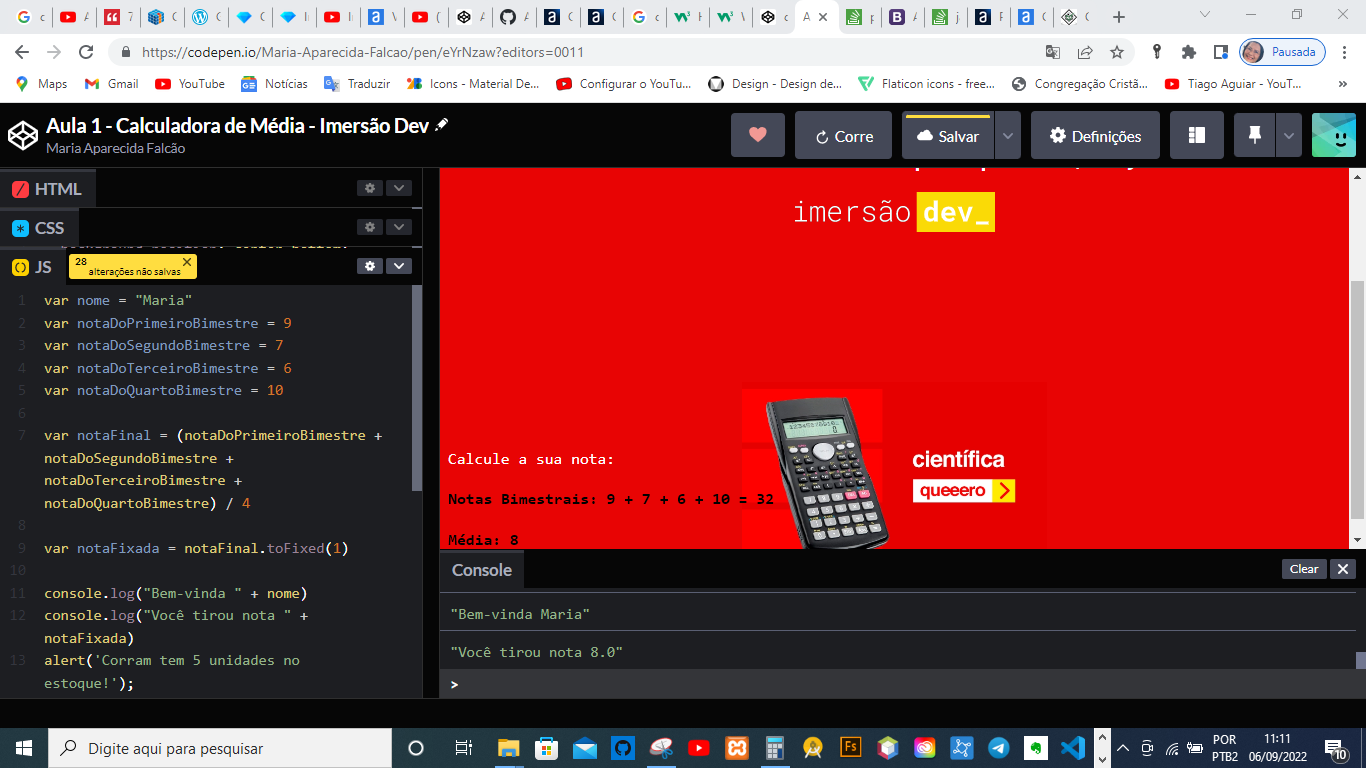 https://codepen.io/Maria-Aparecida-Falcao/pen/eYrNzaw?editors=0011
Pausada
Maps
Gmail
YouTube
Notícias
Traduzir
Icons - Material De...
Configurar o YouTu...
Design - Design de...
Flaticon icons - free...
Congregação Cristã...
Tiago Aguiar - YouT...
»
Aula 1 - Calculadora de Média - Imersão Dev
Maria Aparecida Falcão
Corre
Salvar
Definições
HTML
CSS
JS
28
alterações não salvas
1 var nome = "Maria"
2 var notaDoPrimeiroBimestre = 9
3 var notaDoSegundoBimestre = 7
4 var notaDoTerceiroBimestre = 6
5 var notaDoQuartoBimestre = 10
6
7 var notaFinal = (notaDoPrimeiroBimestre +
notaDoSegundoBimestre +
notaDoTerceiroBimestre +
notaDoQuartoBimestre) / 4
8
9 var notaFixada = notaFinal.toFixed(1)
10
11 console.log("Bem-vinda " + nome)
12 console.log("Você tirou nota " +
notaFixada)
13 alert('Corram tem 5 unidades no
estoque!');
imersão dev_
Calcule a sua nota:
Notas Bimestrais: 9 + 7 + 6 + 10 = 32
Média: 8
científica
queeero
Console
Clear
"Bem-vinda Maria"
"Você tirou nota 8.0"
>
Digite aqui para pesquisar
Fs
POR
PTB2
11:11
06/09/2022
10